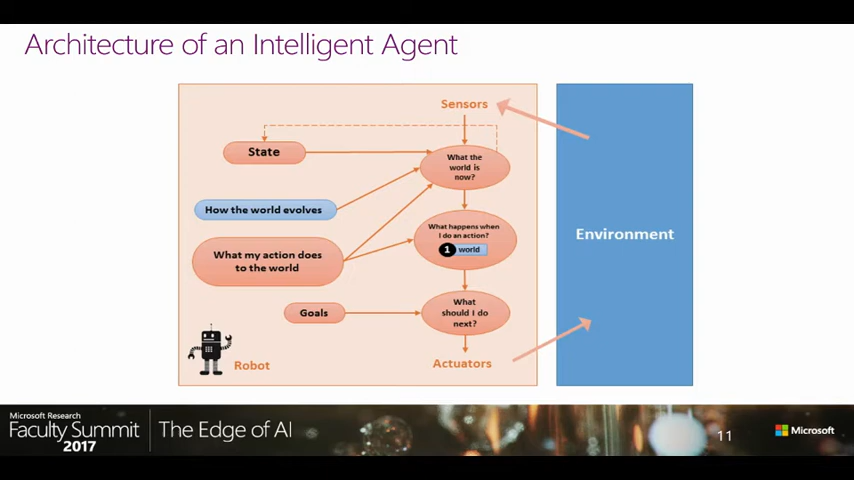 Architecture of an Intelligent Agent
Sensors
State
What the
world is
now?
How the world evolves
What happens when
I do an action?
1 world
What my action does
to the world
Environment
Goals
What
should I do
next?
Robot
Actuators
Microsoft Research
Faculty Summit
2017
The Edge of AI
11
Microsoft